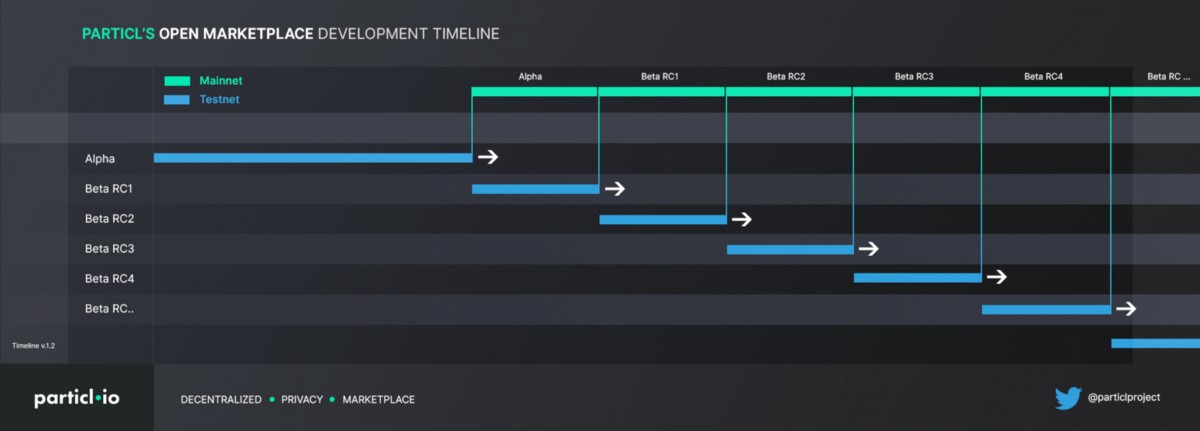 PARTICL'S OPEN MARKETPLACE DEVELOPMENT TIMELINE
Mainnet
Testnet
Alpha Beta RC1 Beta RC2 Beta RC3 Beta RC4 Beta RC ...
Alpha
Beta RC1
Beta RC2
Beta RC3
Beta RC4
Beta RC..
Timeline v.1.2
particl.io
DECENTRALIZED • PRIVACY • MARKETPLACE
@particlproject